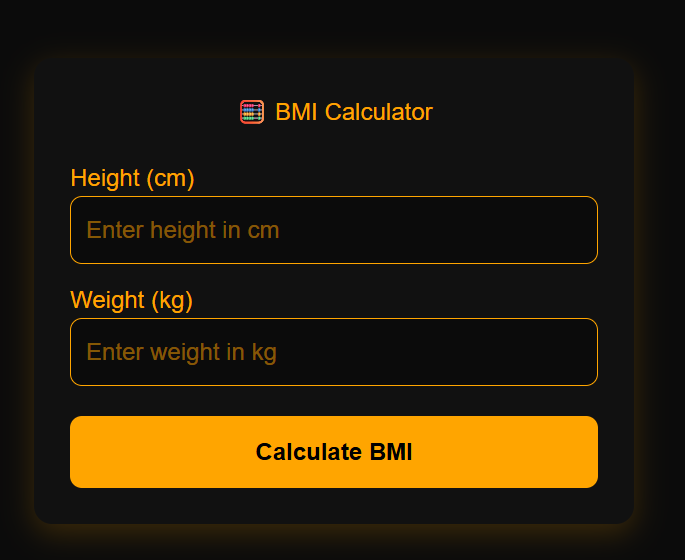 🧮 BMI Calculator
Height (cm)
Enter height in cm
Weight (kg)
Enter weight in kg
Calculate BMI